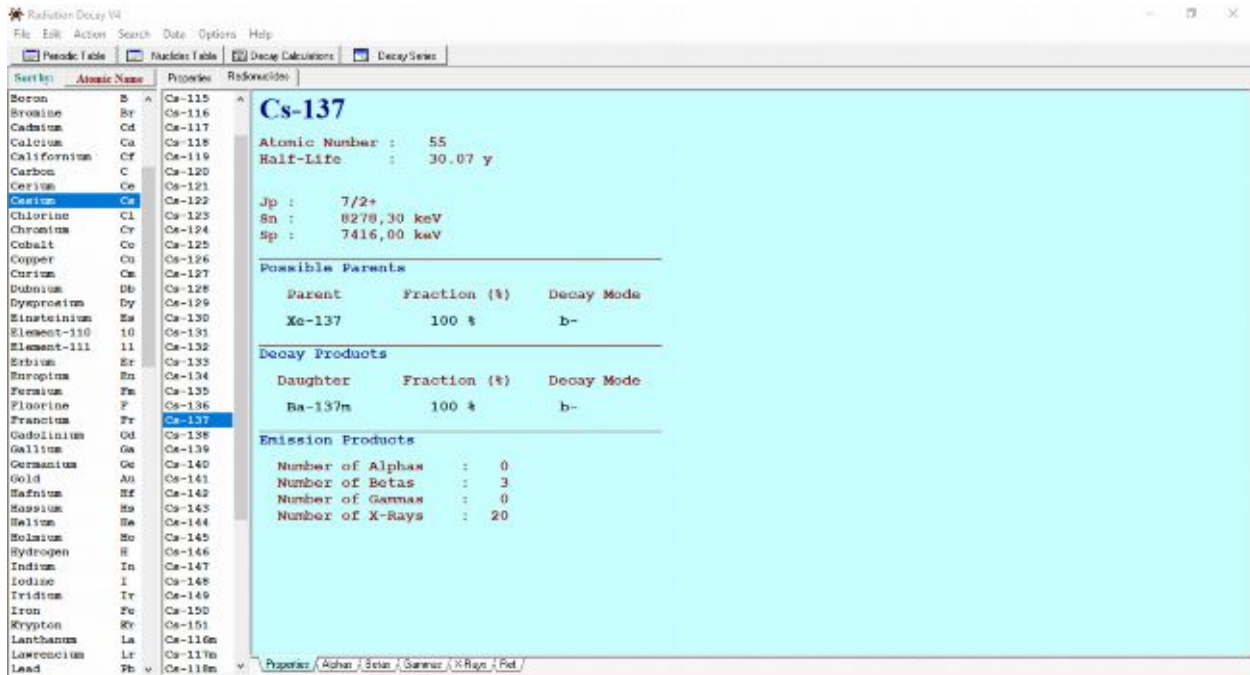 Radiation Decay V4
File Edit Action Search Data Options Help
Periodic Table Nuclides Table Decay Calculations Decay Series
Sort by: Atomic Name Properties Radionuclides
Boron B
Bromine Br
Cadmium Cd
Calcium Ca
Californium Cf
Carbon C
Cerium Ce
Cesium Cs
Chlorine Cl
Chromium Cr
Cobalt Co
Copper Cu
Curium Cm
Dubnium Db
Dysprosium Dy
Einsteinium Es
Element-110 10
Element-111 11
Erbium Er
Europium Eu
Fermium Fm
Fluorine F
Francium Fr
Gadolinium Gd
Gallium Ga
Germanium Ge
Gold Au
Hafnium Hf
Hassium Hs
Helium He
Holmium Ho
Hydrogen H
Indium In
Iodine I
Iridium Ir
Iron Fe
Krypton Kr
Lanthanum La
Lawrencium Lr
Lead Pb
Cs-115
Cs-116
Cs-117
Cs-118
Cs-119
Cs-120
Cs-121
Cs-122
Cs-123
Cs-124
Cs-125
Cs-126
Cs-127
Cs-128
Cs-129
Cs-130
Cs-131
Cs-132
Cs-133
Cs-134
Cs-135
Cs-136
Cs-137
Cs-138
Cs-139
Cs-140
Cs-141
Cs-142
Cs-143
Cs-144
Cs-145
Cs-146
Cs-147
Cs-148
Cs-149
Cs-150
Cs-151
Cs-116m
Cs-117m
Cs-118m
Cs-137
Atomic Number : 55
Half-Life : 30.07 y
Jp : 7/2+
Sn : 8278,30 keV
Sp : 7416,00 keV
Possible Parents
Parent Fraction (%) Decay Mode
Xe-137 100 % b-
Decay Products
Daughter Fraction (%) Decay Mode
Ba-137m 100 % b-
Emission Products
Number of Alphas : 0
Number of Betas : 3
Number of Gammas : 0
Number of X-Rays : 20
Properties Alphas Betas Gammas X-Rays Ref.